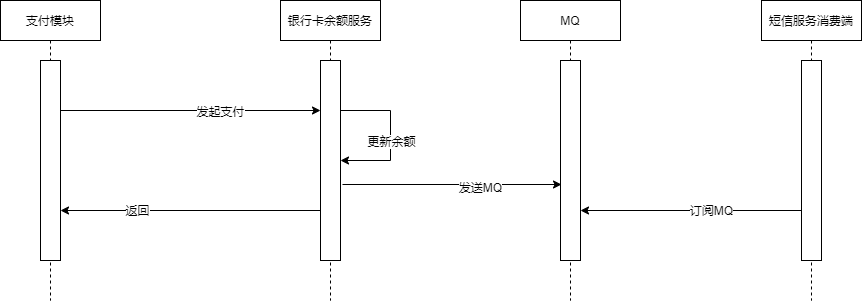 支付模块
银行卡余额服务
MQ
短信服务消费端
发起支付
更新余额
发送MQ
返回
订阅MQ